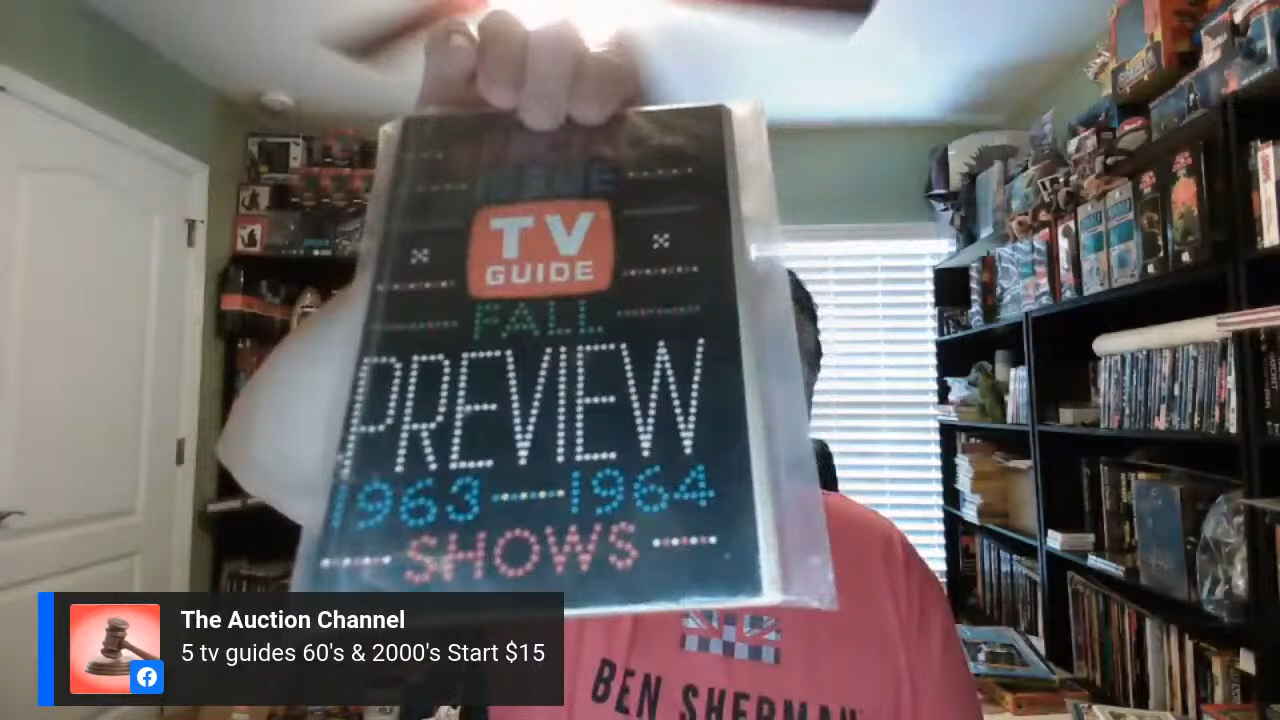 ISSUE
TV
GUIDE
FALL
PREVIEW
1963—1964
SHOWS
The Auction Channel
5 tv guides 60's & 2000's Start $15
BEN SHERMAN